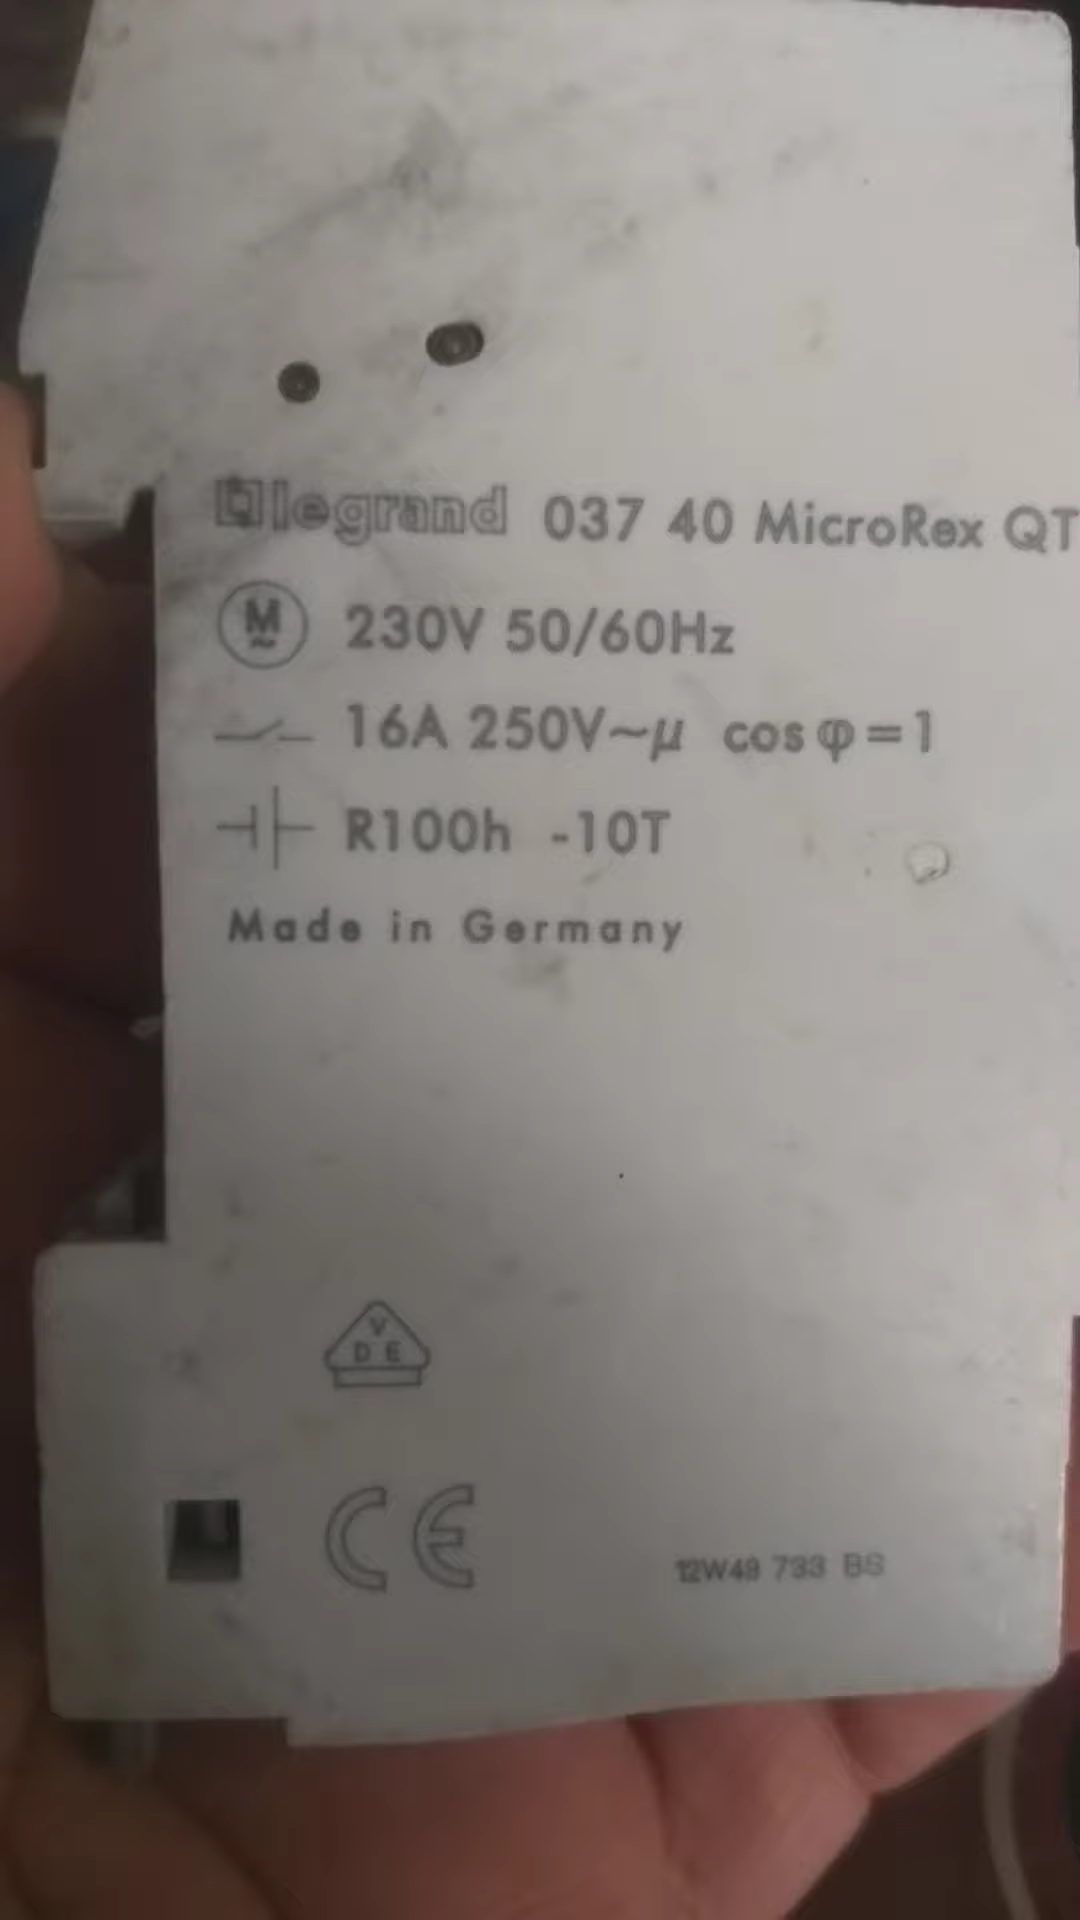 legrand 037 40 MicroRex QT
M 230V 50/60Hz
16A 250V~μ cos φ=1
R100h -10T
Made in Germany
V
D E
CE
12W49 733 BS